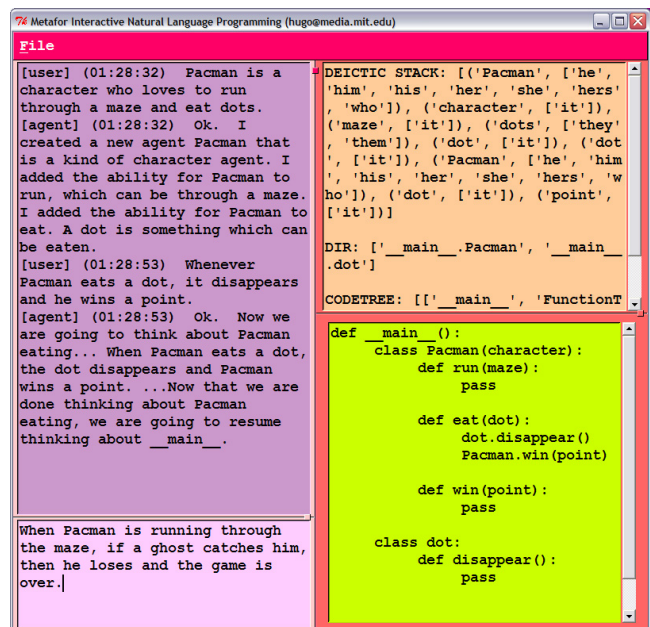 Metafor Interactive Natural Language Programming (hugo@media.mit.edu)
File
[user] (01:28:32)  Pacman is a
character who loves to run
through a maze and eat dots.
[agent] (01:28:32)  Ok.  I
created a new agent Pacman that
is a kind of character agent. I
added the ability for Pacman to
run, which can be through a maze.
I added the ability for Pacman to
eat. A dot is something which can
be eaten.
[user] (01:28:53)  Whenever
Pacman eats a dot, it disappears
and he wins a point.
[agent] (01:28:53)  Ok.  Now we
are going to think about Pacman
eating... When Pacman eats a dot,
the dot disappears and Pacman
wins a point. ...Now that we are
done thinking about Pacman
eating, we are going to resume
thinking about __main__.
When Pacman is running through
the maze, if a ghost catches him,
then he loses and the game is
over.
DEICTIC STACK: [('Pacman', ['he',
'him', 'his', 'her', 'she', 'hers'
, 'who']), ('character', ['it']),
('maze', ['it']), ('dots', ['they'
, 'them']), ('dot', ['it']), ('dot
', ['it']), ('Pacman', ['he', 'him
', 'his', 'her', 'she', 'hers', 'w
ho']), ('dot', ['it']), ('point',
['it'])]
DIR: ['__main__.Pacman', '__main__
.dot']
CODETREE: [['__main__', 'FunctionT
def __main__():
class Pacman(character):
def run(maze):
pass
def eat(dot):
dot.disappear()
Pacman.win(point)
def win(point):
pass
class dot:
def disappear():
pass